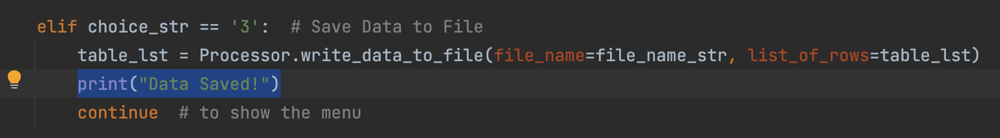 elif choice_str == '3':  # Save Data to File
    table_lst = Processor.write_data_to_file(file_name=file_name_str, list_of_rows=table_lst)
    print("Data Saved!")
    continue  # to show the menu